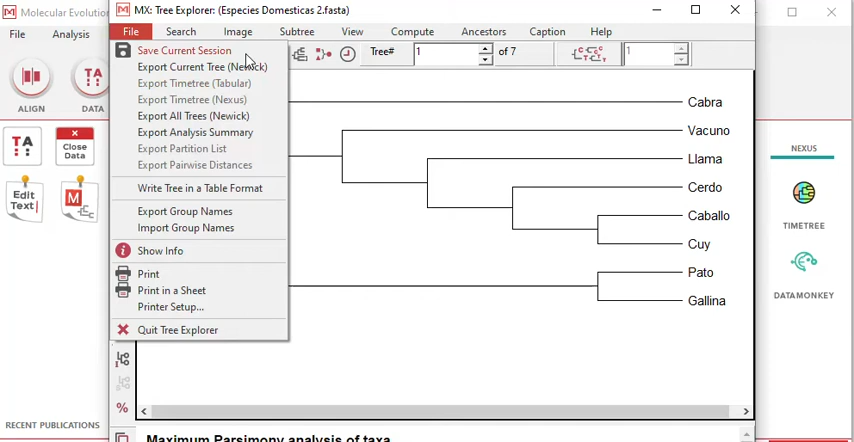 Molecular Evolution
MX: Tree Explorer: (Especies Domesticas 2.fasta)
File Analysis
File Search Image Subtree View Compute Ancestors Caption Help
Tree# 1 of 7
1
Save Current Session
Export Current Tree (Newick)
Export Timetree (Tabular)
Export Timetree (Nexus)
Export All Trees (Newick)
Export Analysis Summary
Export Partition List
Export Pairwise Distances
Write Tree in a Table Format
Export Group Names
Import Group Names
Show Info
Print
Print in a Sheet
Printer Setup...
Quit Tree Explorer
ALIGN
DATA
TA
Close
Data
Edit
Text
M
Cabra
Vacuno
Llama
Cerdo
Caballo
Cuy
Pato
Gallina
NEXUS
TIMETREE
DATAMONKEY
%
RECENT PUBLICATIONS
Maximum Parsimony analysis of taxa